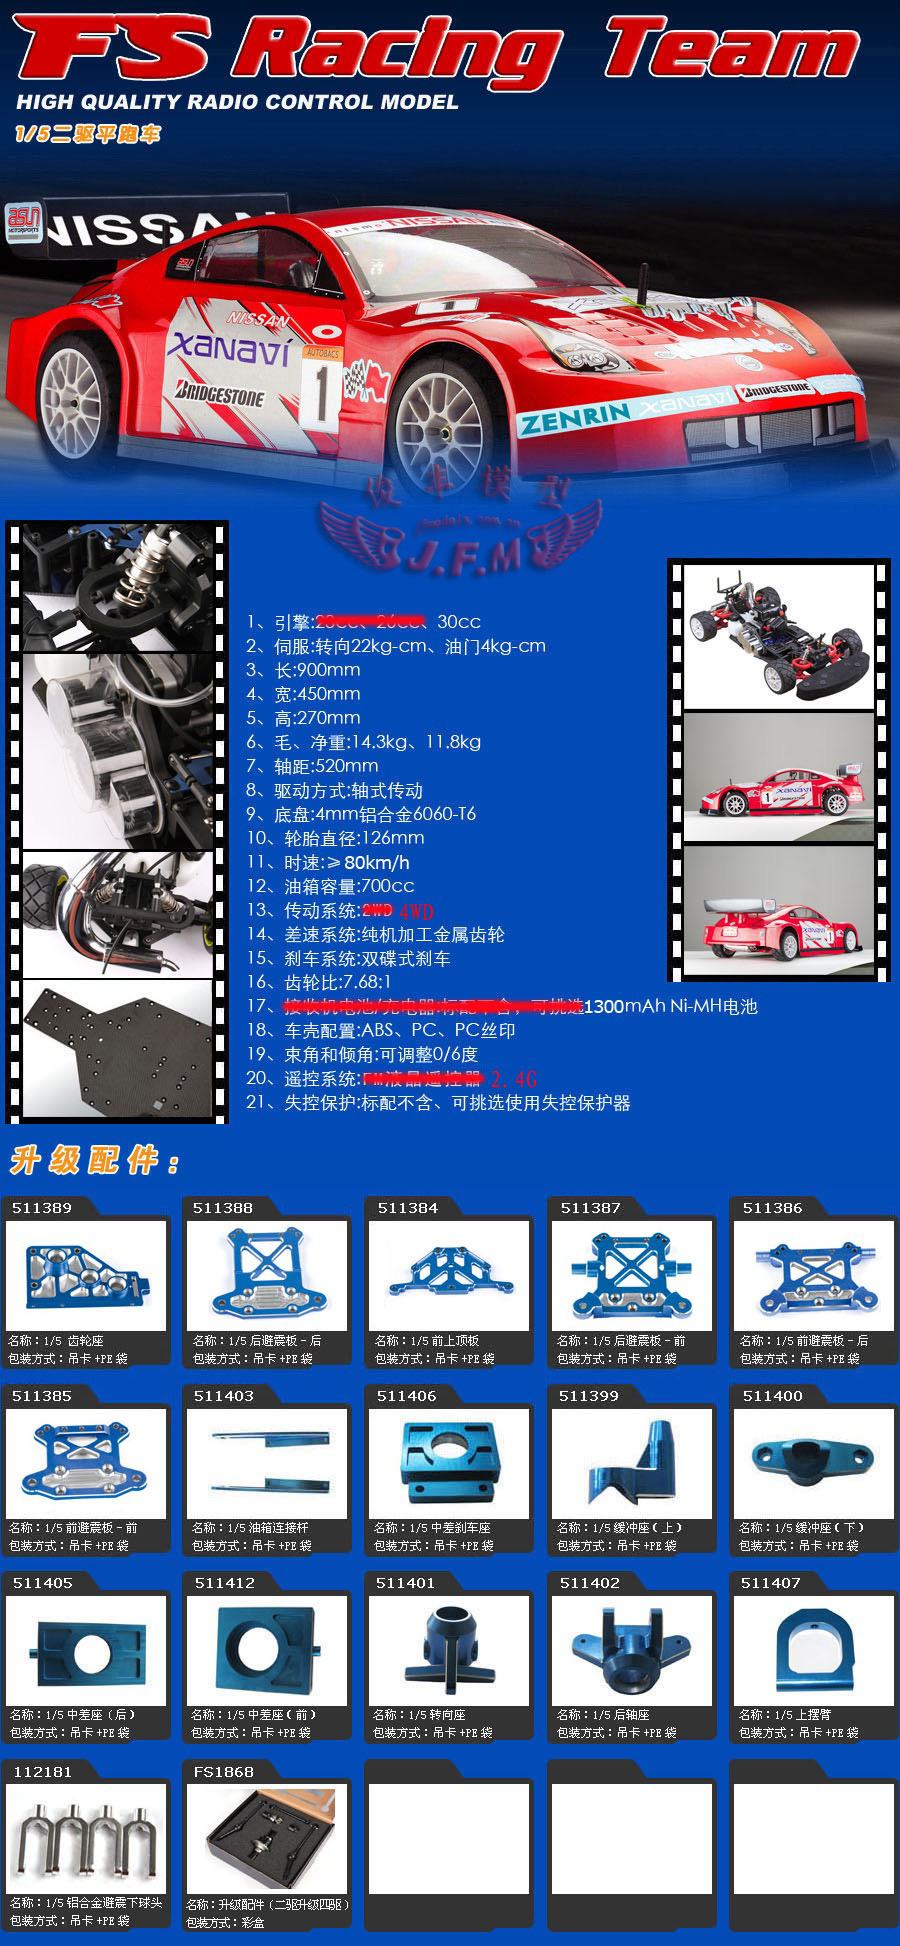 FS Racing Team
HIGH QUALITY RADIO CONTROL MODEL
1/5二驱平跑车
asun
MOTORSPORTS
NISSAN
nismo NISSAN
asun
NISSAN
XANAVI
AUTOBACS
1
BRIDGESTONE
ZENRIN XANAVI BRIDGESTONE XANAVI
俊丰模型
J.F.M
1、引擎:23cc、26cc、30cc
2、伺服:转向22kg-cm、油门4kg-cm
3、长:900mm
4、宽:450mm
5、高:270mm
6、毛、净重:14.3kg、11.8kg
7、轴距:520mm
8、驱动方式:轴式传动
9、底盘:4mm铝合金6060-T6
10、轮胎直径:126mm
11、时速:≥80km/h
12、油箱容量:700cc
13、传动系统:2WD 4WD
14、差速系统:纯机加工金属齿轮
15、刹车系统:双碟式刹车
16、齿轮比:7.68:1
17、接收机电池/充电器:标配不含，可挑选1300mAh Ni-MH电池
18、车壳配置:ABS、PC、PC丝印
19、束角和倾角:可调整0/6度
20、遥控系统:FM液晶遥控器 2.4G
21、失控保护:标配不含、可挑选使用失控保护器
XANAVI
1
BRIDGESTONE
升级配件：
511389
名称：1/5 齿轮座
包装方式：吊卡+PE袋
511388
名称：1/5后避震板-后
包装方式：吊卡+PE袋
511384
名称：1/5前上顶板
包装方式：吊卡+PE袋
511387
名称：1/5后避震板-前
包装方式：吊卡+PE袋
511386
名称：1/5前避震板-后
包装方式：吊卡+PE袋
511385
名称：1/5前避震板-前
包装方式：吊卡+PE袋
511403
名称：1/5油箱连接杆
包装方式：吊卡+PE袋
511406
名称：1/5中差刹车座
包装方式：吊卡+PE袋
511399
名称：1/5缓冲座（上）
包装方式：吊卡+PE袋
511400
名称：1/5缓冲座（下）
包装方式：吊卡+PE袋
511405
名称：1/5中差座（后）
包装方式：吊卡+PE袋
511412
名称：1/5中差座（前）
包装方式：吊卡+PE袋
511401
名称：1/5转向座
包装方式：吊卡+PE袋
511402
名称：1/5后轴座
包装方式：吊卡+PE袋
511407
名称：1/5上摆臂
包装方式：吊卡+PE袋
112181
名称：1/5铝合金避震下球头
包装方式：吊卡+PE袋
FS1868
名称：升级配件（二驱升级四驱）
包装方式：彩盒